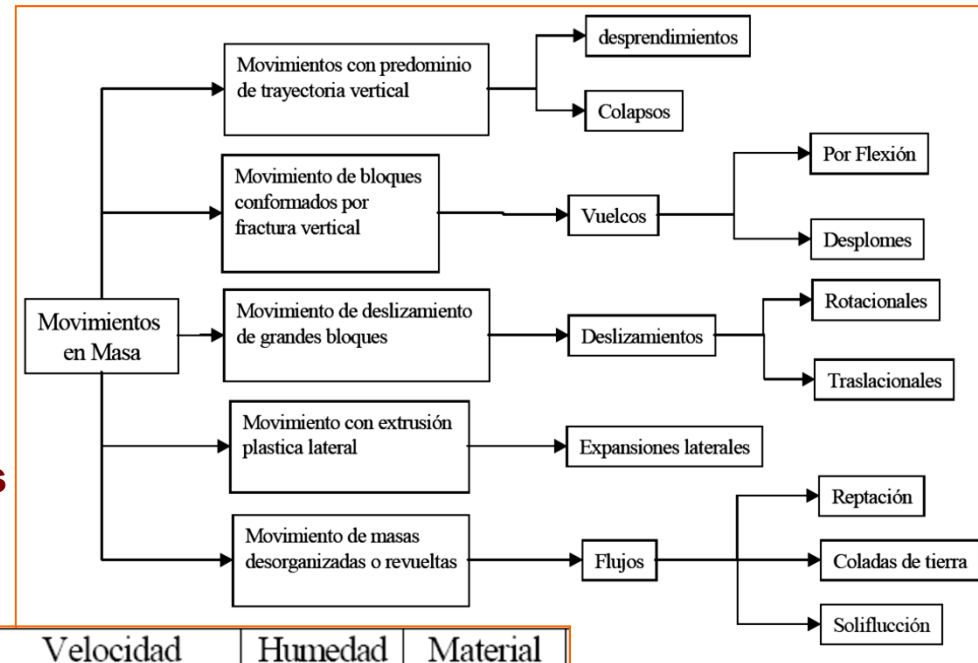 Movimientos
en Masa
Movimientos con predominio
de trayectoria vertical
desprendimientos
Colapsos
Movimiento de bloques
conformados por
fractura vertical
Vuelcos
Por Flexión
Desplomes
Movimiento de deslizamiento
de grandes bloques
Deslizamientos
Rotacionales
Traslacionales
Movimiento con extrusión
plastica lateral
Expansiones laterales
Movimiento de masas
desorganizadas o revueltas
Flujos
Reptación
Coladas de tierra
Soliflucción
s
Velocidad Humedad Material